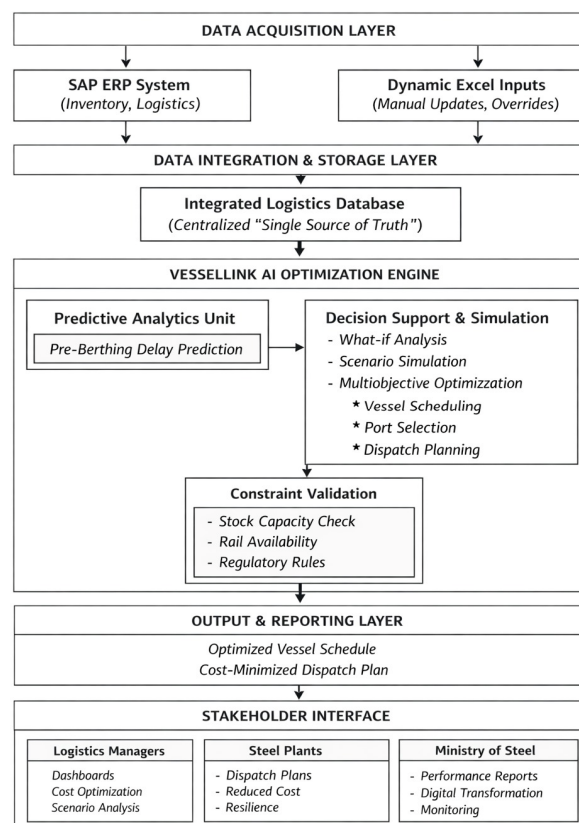 DATA ACQUISITION LAYER
SAP ERP System
(Inventory, Logistics)
Dynamic Excel Inputs
(Manual Updates, Overrides)
DATA INTEGRATION & STORAGE LAYER
Integrated Logistics Database
(Centralized “Single Source of Truth”)
VESSELLINK AI OPTIMIZATION ENGINE
Predictive Analytics Unit
Pre-Berthing Delay Prediction
Decision Support & Simulation
- What-if Analysis
- Scenario Simulation
- Multiobjective Optimizzation
★ Vessel Scheduling
★ Port Selection
★ Dispatch Planning
Constraint Validation
- Stock Capacity Check
- Rail Availability
- Regulatory Rules
OUTPUT & REPORTING LAYER
Optimized Vessel Schedule
Cost-Minimized Dispatch Plan
STAKEHOLDER INTERFACE
Logistics Managers
Dashboards
Cost Optimization
Scenario Analysis
Steel Plants
- Dispatch Plans
- Reduced Cost
- Resilience
Ministry of Steel
- Performance Reports
- Digital Transformation
- Monitoring